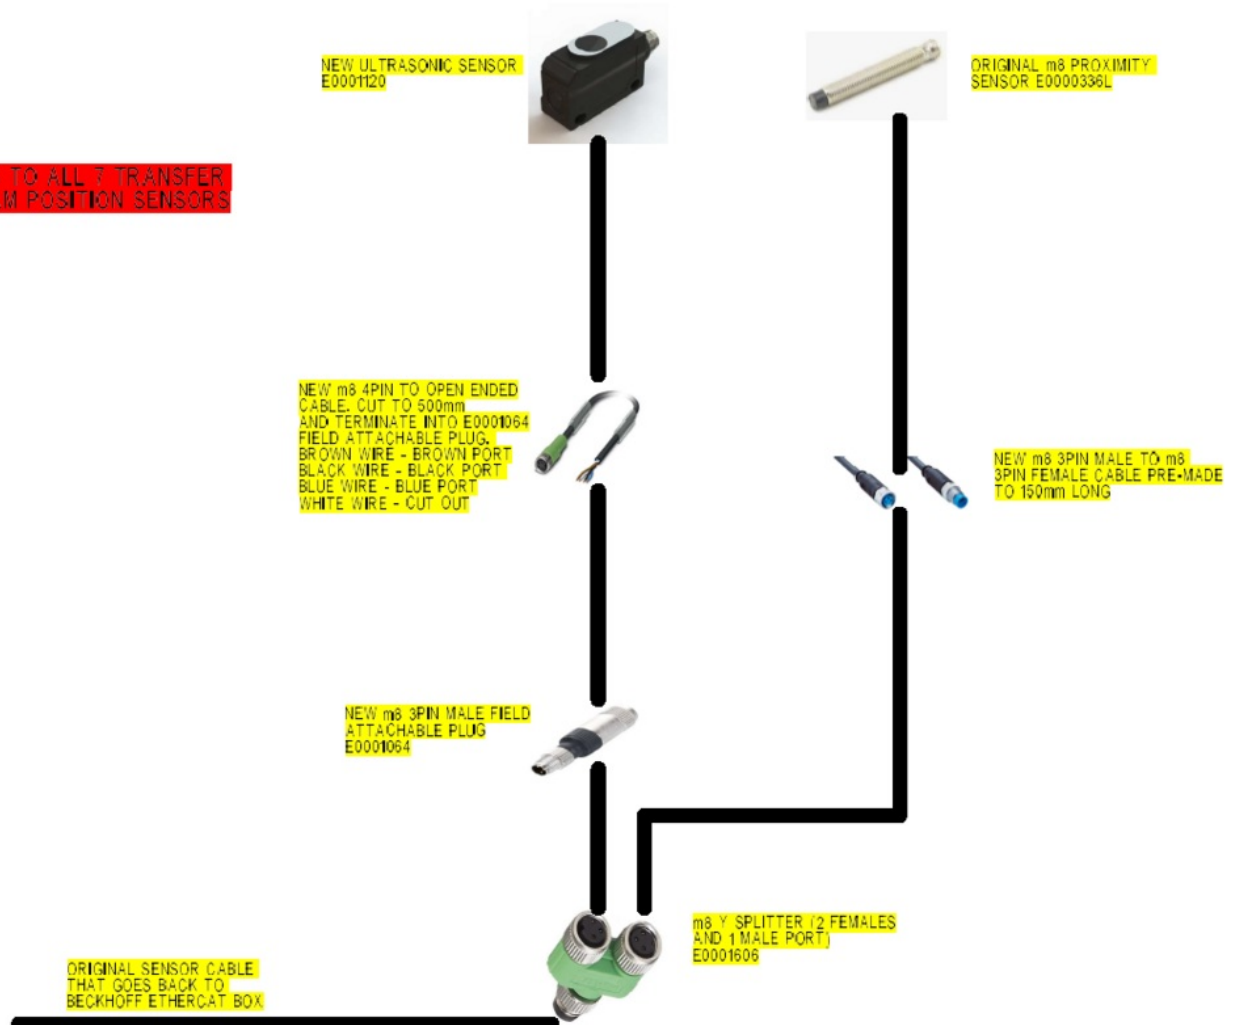 NEW ULTRASONIC SENSOR
E0001120
ORIGINAL m8 PROXIMITY
SENSOR E0000336L
TO ALL 7 TRANSFER
M POSITION SENSORS
NEW m8 4PIN TO OPEN ENDED
CABLE. CUT TO 500mm
AND TERMINATE INTO E0001064
FIELD ATTACHABLE PLUG.
BROWN WIRE - BROWN PORT
BLACK WIRE - BLACK PORT
BLUE WIRE - BLUE PORT
WHITE WIRE - CUT OUT
NEW m8 3PIN MALE TO m8
3PIN FEMALE CABLE PRE-MADE
TO 150mm LONG
NEW m8 3PIN MALE FIELD
ATTACHABLE PLUG
E0001064
m8 Y SPLITTER (2 FEMALES
AND 1 MALE PORT)
E0001606
ORIGINAL SENSOR CABLE
THAT GOES BACK TO
BECKHOFF ETHERCAT BOX